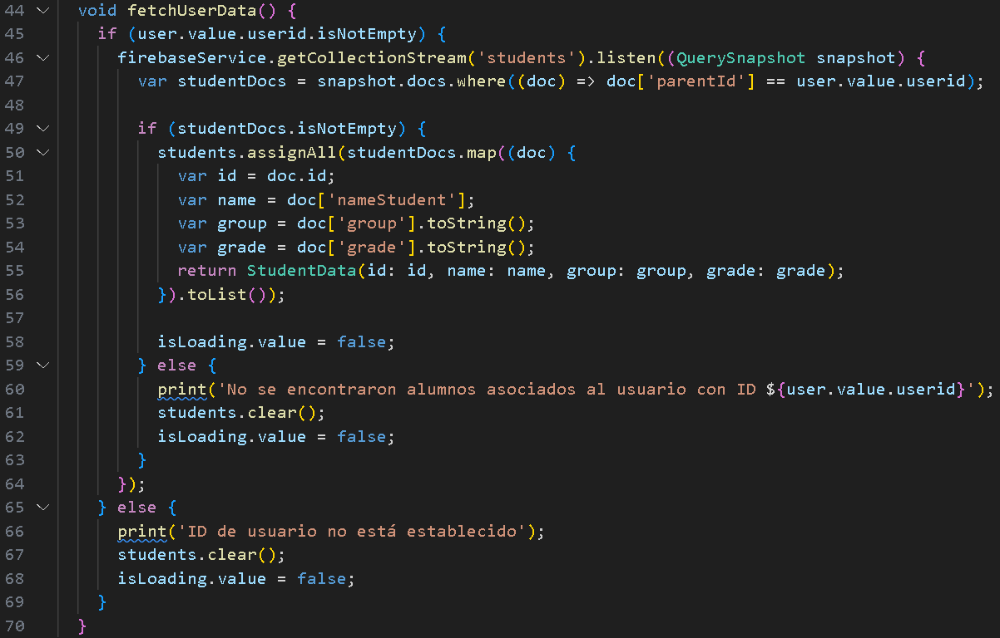 44 void fetchUserData() {
45 if (user.value.userid.isNotEmpty) {
46 firebaseService.getCollectionStream('students').listen((QuerySnapshot snapshot) {
47 var studentDocs = snapshot.docs.where((doc) => doc['parentId'] == user.value.userid);
48
49 if (studentDocs.isNotEmpty) {
50 students.assignAll(studentDocs.map((doc) {
51 var id = doc.id;
52 var name = doc['nameStudent'];
53 var group = doc['group'].toString();
54 var grade = doc['grade'].toString();
55 return StudentData(id: id, name: name, group: group, grade: grade);
56 }).toList());
57
58 isLoading.value = false;
59 } else {
60 print('No se encontraron alumnos asociados al usuario con ID ${user.value.userid}');
61 students.clear();
62 isLoading.value = false;
63 }
64 });
65 } else {
66 print('ID de usuario no está establecido');
67 students.clear();
68 isLoading.value = false;
69 }
70 }